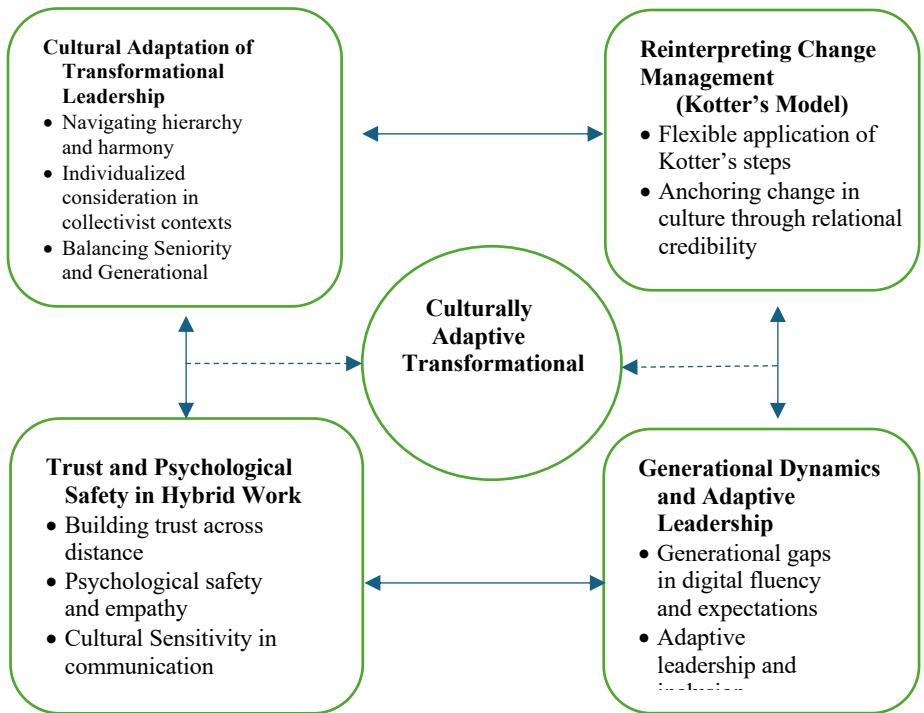 Cultural Adaptation of
Transformational
Leadership
• Navigating hierarchy
and harmony
• Individualized
consideration in
collectivist contexts
• Balancing Seniority
and Generational
Reinterpreting Change
Management
(Kotter’s Model)
• Flexible application of
Kotter’s steps
• Anchoring change in
culture through relational
credibility
Culturally
Adaptive
Transformational
Trust and Psychological
Safety in Hybrid Work
• Building trust across
distance
• Psychological safety
and empathy
• Cultural Sensitivity in
communication
Generational Dynamics
and Adaptive
Leadership
• Generational gaps
in digital fluency
and expectations
• Adaptive
leadership and